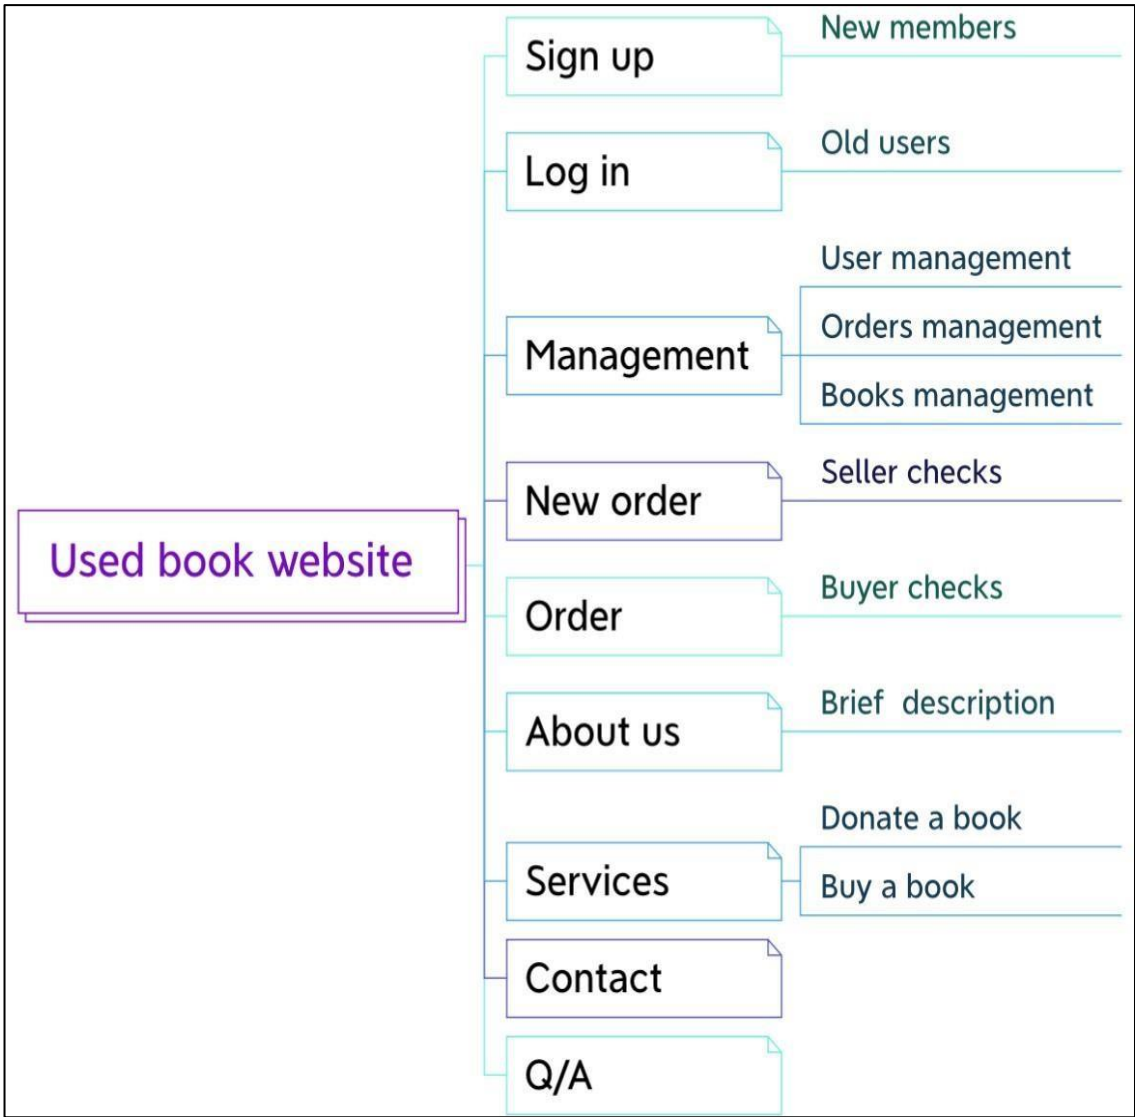 Used book website
Sign up
New members
Log in
Old users
Management
User management
Orders management
Books management
New order
Seller checks
Order
Buyer checks
About us
Brief description
Services
Donate a book
Buy a book
Contact
Q/A